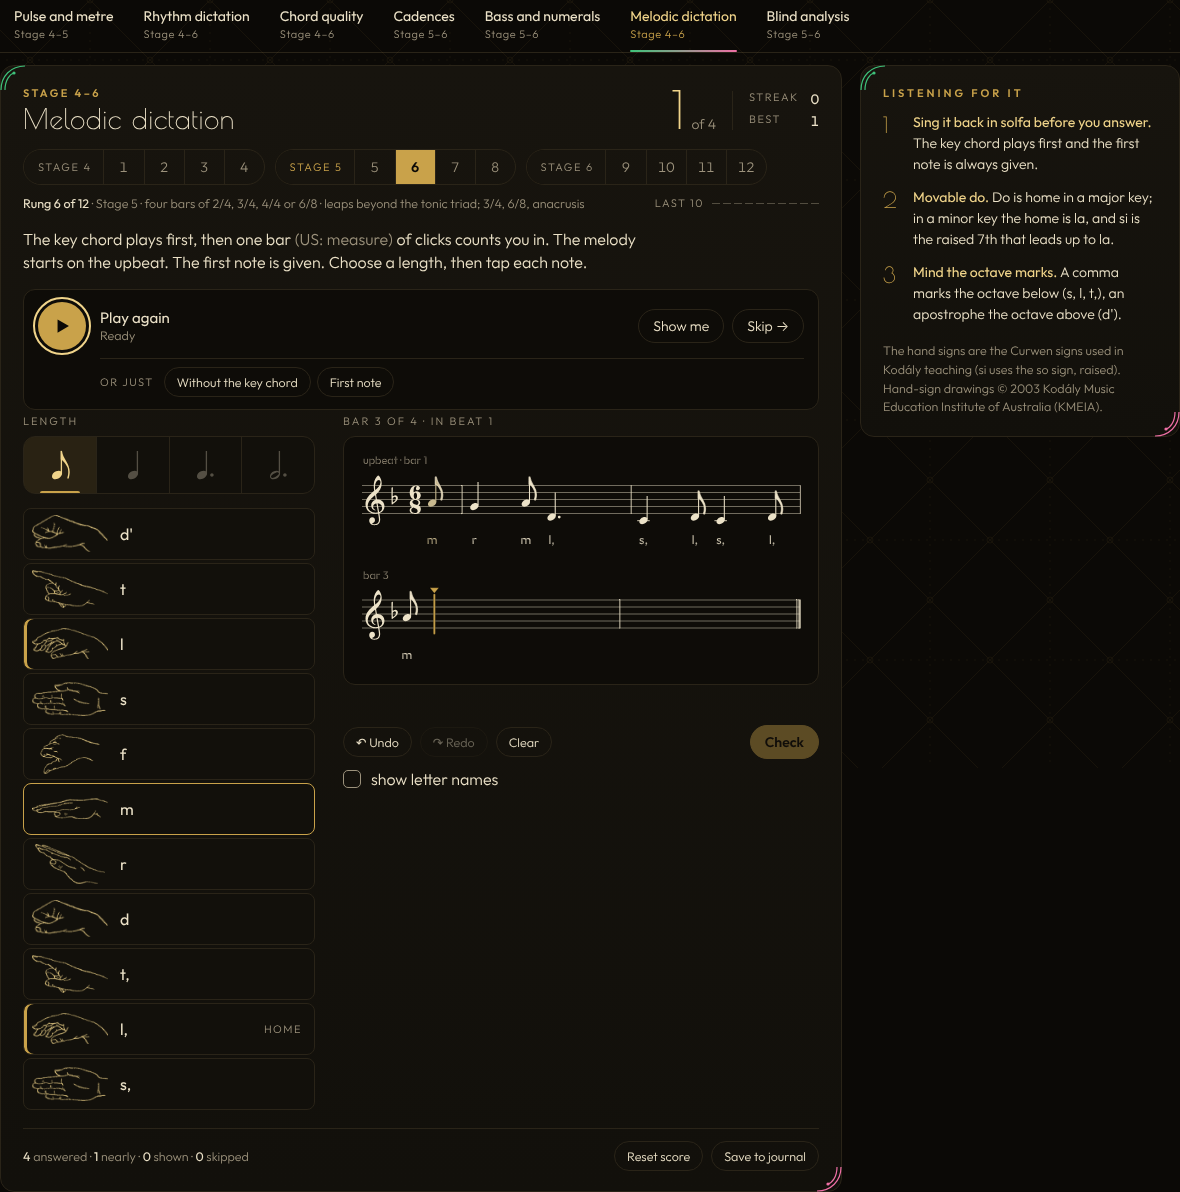 Pulse and metre
Stage 4–5
Rhythm dictation
Stage 4–6
Chord quality
Stage 4–6
Cadences
Stage 5–6
Bass and numerals
Stage 5–6
Melodic dictation
Stage 4–6
Blind analysis
Stage 5–6
STAGE 4–6
Melodic dictation
1 of 4
STREAK 0
BEST 1
STAGE 4 1 2 3 4
STAGE 5 5 6 7 8
STAGE 6 9 10 11 12
Rung 6 of 12 · Stage 5 · four bars of 2/4, 3/4, 4/4 or 6/8 · leaps beyond the tonic triad; 3/4, 6/8, anacrusis
LAST 10
The key chord plays first, then one bar (US: measure) of clicks counts you in. The melody
starts on the upbeat. The first note is given. Choose a length, then tap each note.
Play again
Ready
Show me
Skip →
OR JUST
Without the key chord
First note
LENGTH
d'
t
l
s
f
m
r
d
t,
l, HOME
s,
BAR 3 OF 4 · IN BEAT 1
upbeat · bar 1
6
8
m r m l, s, l, s, l,
bar 3
m
↶ Undo
↷ Redo
Clear
Check
show letter names
4 answered · 1 nearly · 0 shown · 0 skipped
Reset score
Save to journal
LISTENING FOR IT
1 Sing it back in solfa before you answer.
The key chord plays first and the first
note is always given.
2 Movable do. Do is home in a major key;
in a minor key the home is la, and si is
the raised 7th that leads up to la.
3 Mind the octave marks. A comma
marks the octave below (s, l, t,), an
apostrophe the octave above (d’).
The hand signs are the Curwen signs used in
Kodály teaching (si uses the so sign, raised).
Hand-sign drawings © 2003 Kodály Music
Education Institute of Australia (KMEIA).